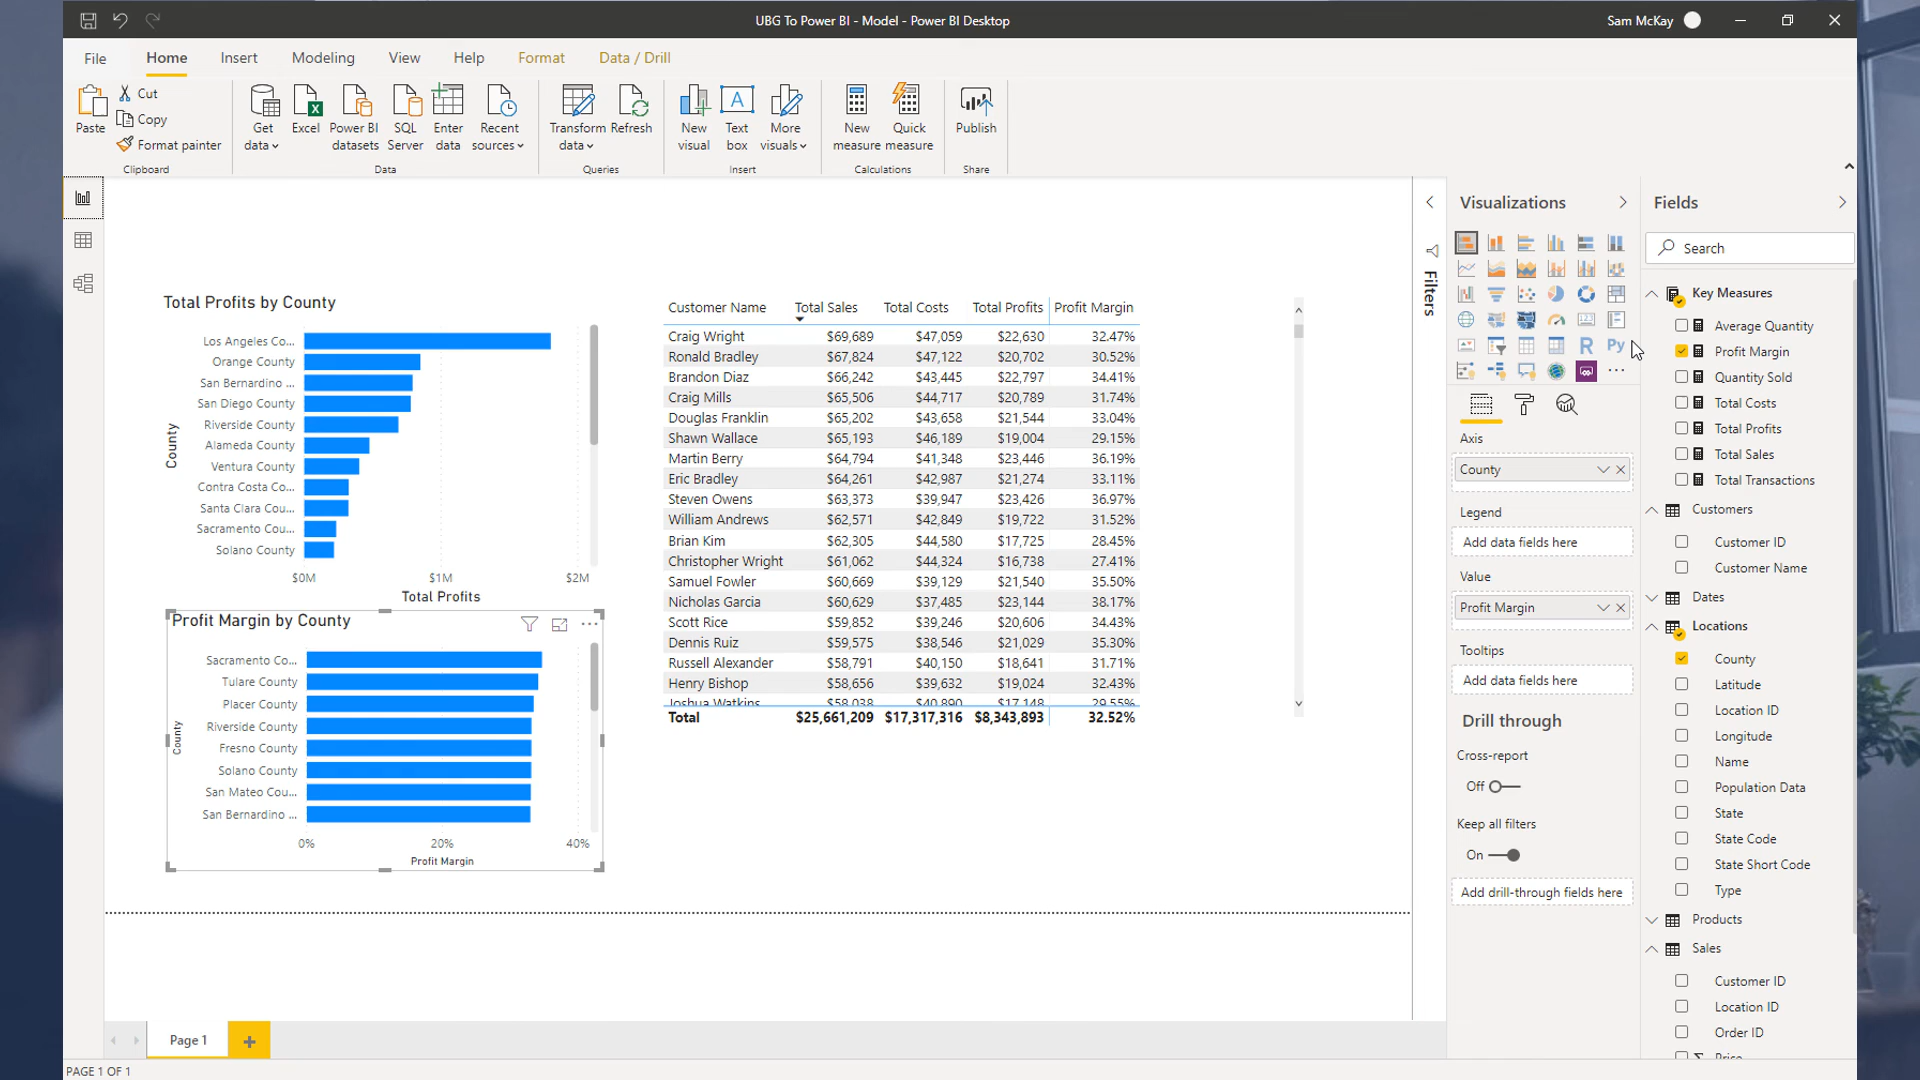 UBG To Power BI - Model - Power BI Desktop
Sam McKay
File Home Insert Modeling View Help Format Data / Drill
Paste
Cut
Copy
Format painter
Clipboard
Get data
Excel
Power BI datasets
SQL Server
Enter data
Recent sources
Data
Transform data
Refresh
Queries
New visual
Text box
More visuals
Insert
New measure
Quick measure
Calculations
Publish
Share
Total Profits by County
County
Los Angeles Co...
Orange County
San Bernardino ...
San Diego County
Riverside County
Alameda County
Ventura County
Contra Costa Co...
Santa Clara Cou...
Sacramento Cou...
Solano County
$0M $1M $2M
Total Profits
Profit Margin by County
County
Sacramento Co...
Tulare County
Placer County
Riverside County
Fresno County
Solano County
San Mateo Cou...
San Bernardino ...
0% 20% 40%
Profit Margin
Customer Name Total Sales Total Costs Total Profits Profit Margin
Craig Wright $69,689 $47,059 $22,630 32.47%
Ronald Bradley $67,824 $47,122 $20,702 30.52%
Brandon Diaz $66,242 $43,445 $22,797 34.41%
Craig Mills $65,506 $44,717 $20,789 31.74%
Douglas Franklin $65,202 $43,658 $21,544 33.04%
Shawn Wallace $65,193 $46,189 $19,004 29.15%
Martin Berry $64,794 $41,348 $23,446 36.19%
Eric Bradley $64,261 $42,987 $21,274 33.11%
Steven Owens $63,373 $39,947 $23,426 36.97%
William Andrews $62,571 $42,849 $19,722 31.52%
Brian Kim $62,305 $44,580 $17,725 28.45%
Christopher Wright $61,062 $44,324 $16,738 27.41%
Samuel Fowler $60,669 $39,129 $21,540 35.50%
Nicholas Garcia $60,629 $37,485 $23,144 38.17%
Scott Rice $59,852 $39,246 $20,606 34.43%
Dennis Ruiz $59,575 $38,546 $21,029 35.30%
Russell Alexander $58,791 $40,150 $18,641 31.71%
Henry Bishop $58,656 $39,632 $19,024 32.43%
Joshua Watkins $58,038 $40,890 $17,148 29.55%
Total $25,661,209 $17,317,316 $8,343,893 32.52%
Filters
Visualizations
R Py
Axis
County
Legend
Add data fields here
Value
Profit Margin
Tooltips
Add data fields here
Drill through
Cross-report
Off
Keep all filters
On
Add drill-through fields here
Fields
Search
Key Measures
Average Quantity
Profit Margin
Quantity Sold
Total Costs
Total Profits
Total Sales
Total Transactions
Customers
Customer ID
Customer Name
Dates
Locations
County
Latitude
Location ID
Longitude
Name
Population Data
State
State Code
State Short Code
Type
Products
Sales
Customer ID
Location ID
Order ID
Price
Page 1
PAGE 1 OF 1